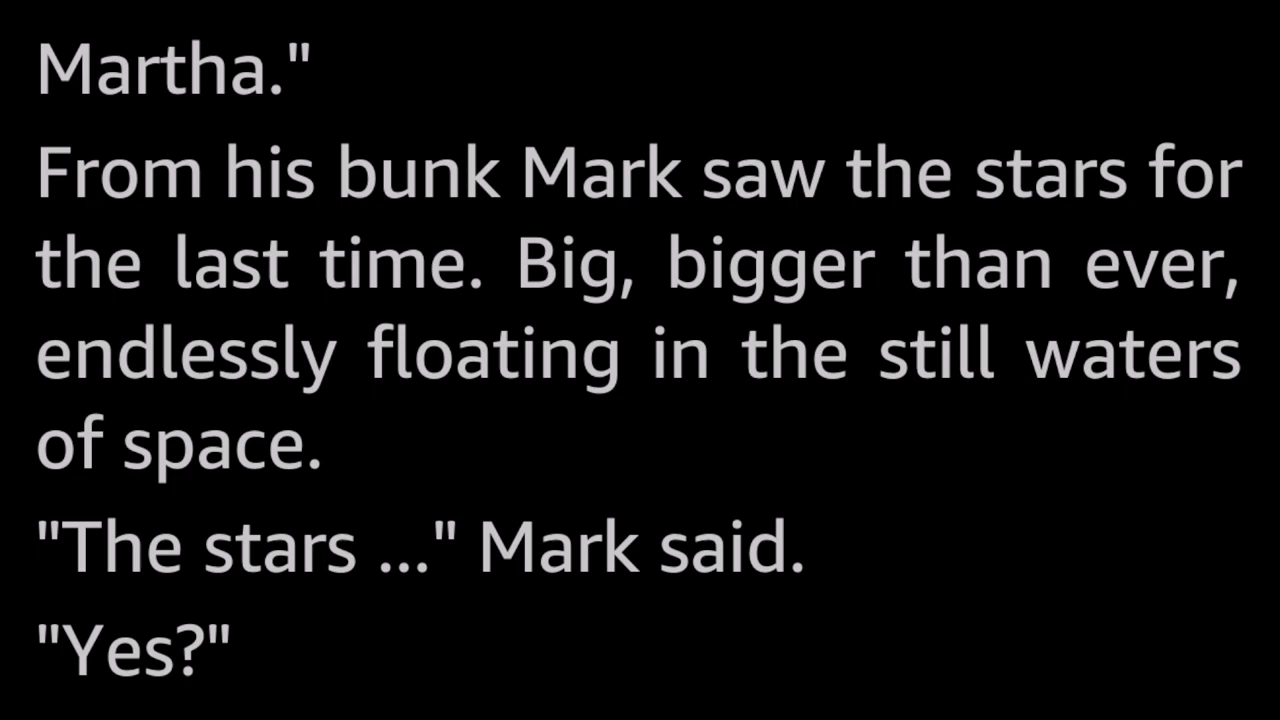 Martha."
From his bunk Mark saw the stars for
the last time. Big, bigger than ever,
endlessly floating in the still waters
of space.
"The stars ..." Mark said.
"Yes?"